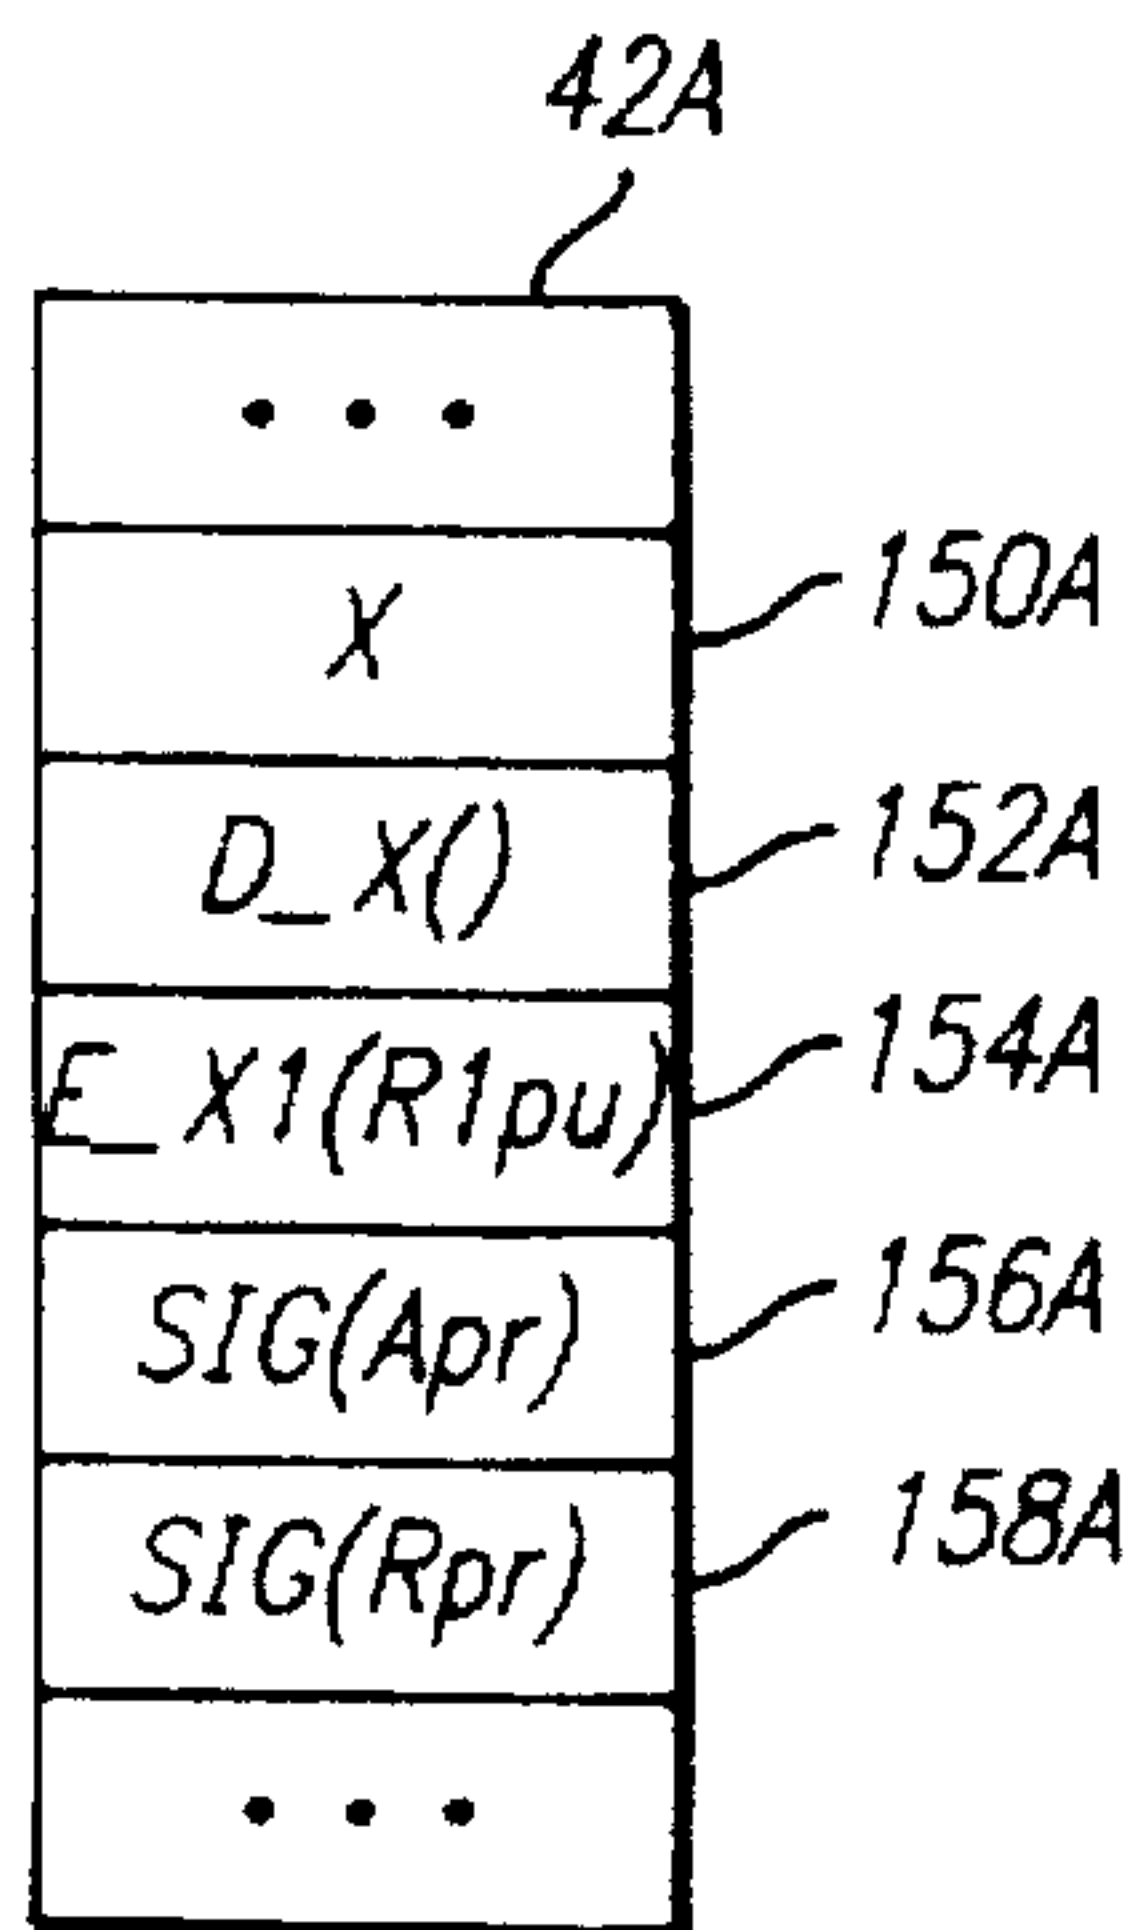 42A
• • •
X
150A
D_X()
152A
E_X1(R1pu)
154A
SIG(Apr)
156A
SIG(Rpr)
158A
• • •